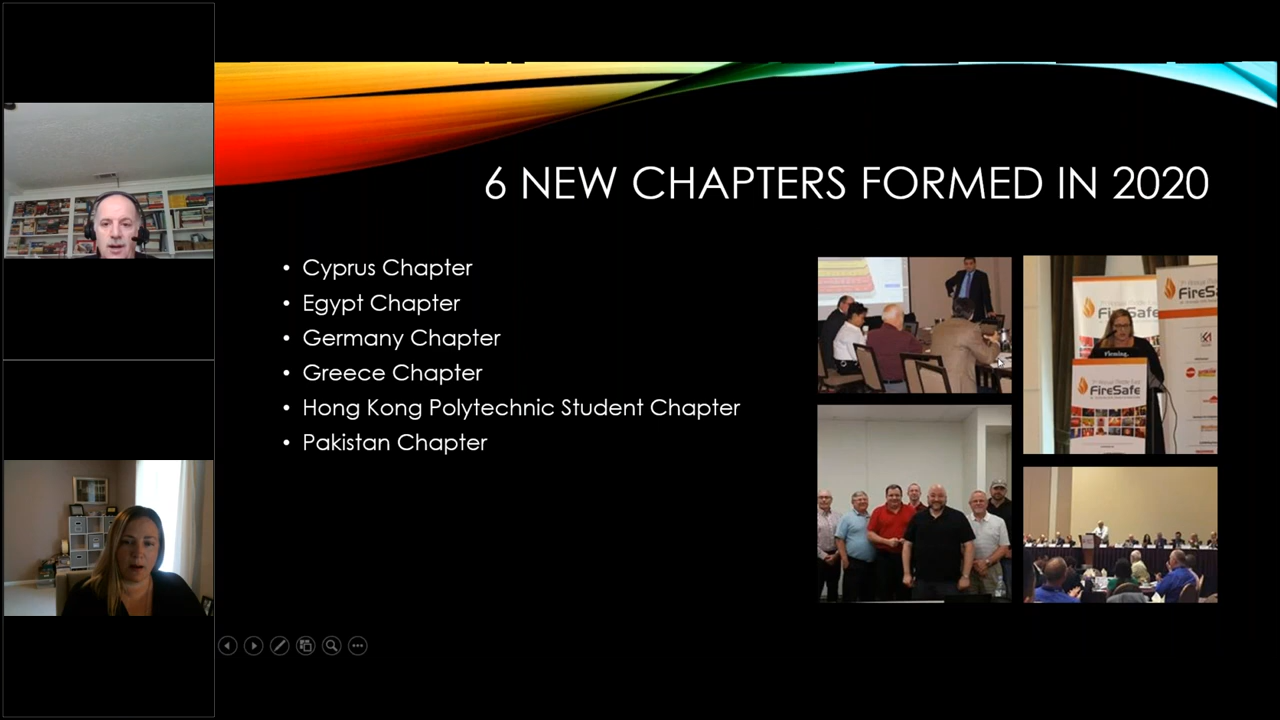 6 NEW CHAPTERS FORMED IN 2020
• Cyprus Chapter
• Egypt Chapter
• Germany Chapter
• Greece Chapter
• Hong Kong Polytechnic Student Chapter
• Pakistan Chapter
FireSafe
FireS
Fleming.
FireSafe